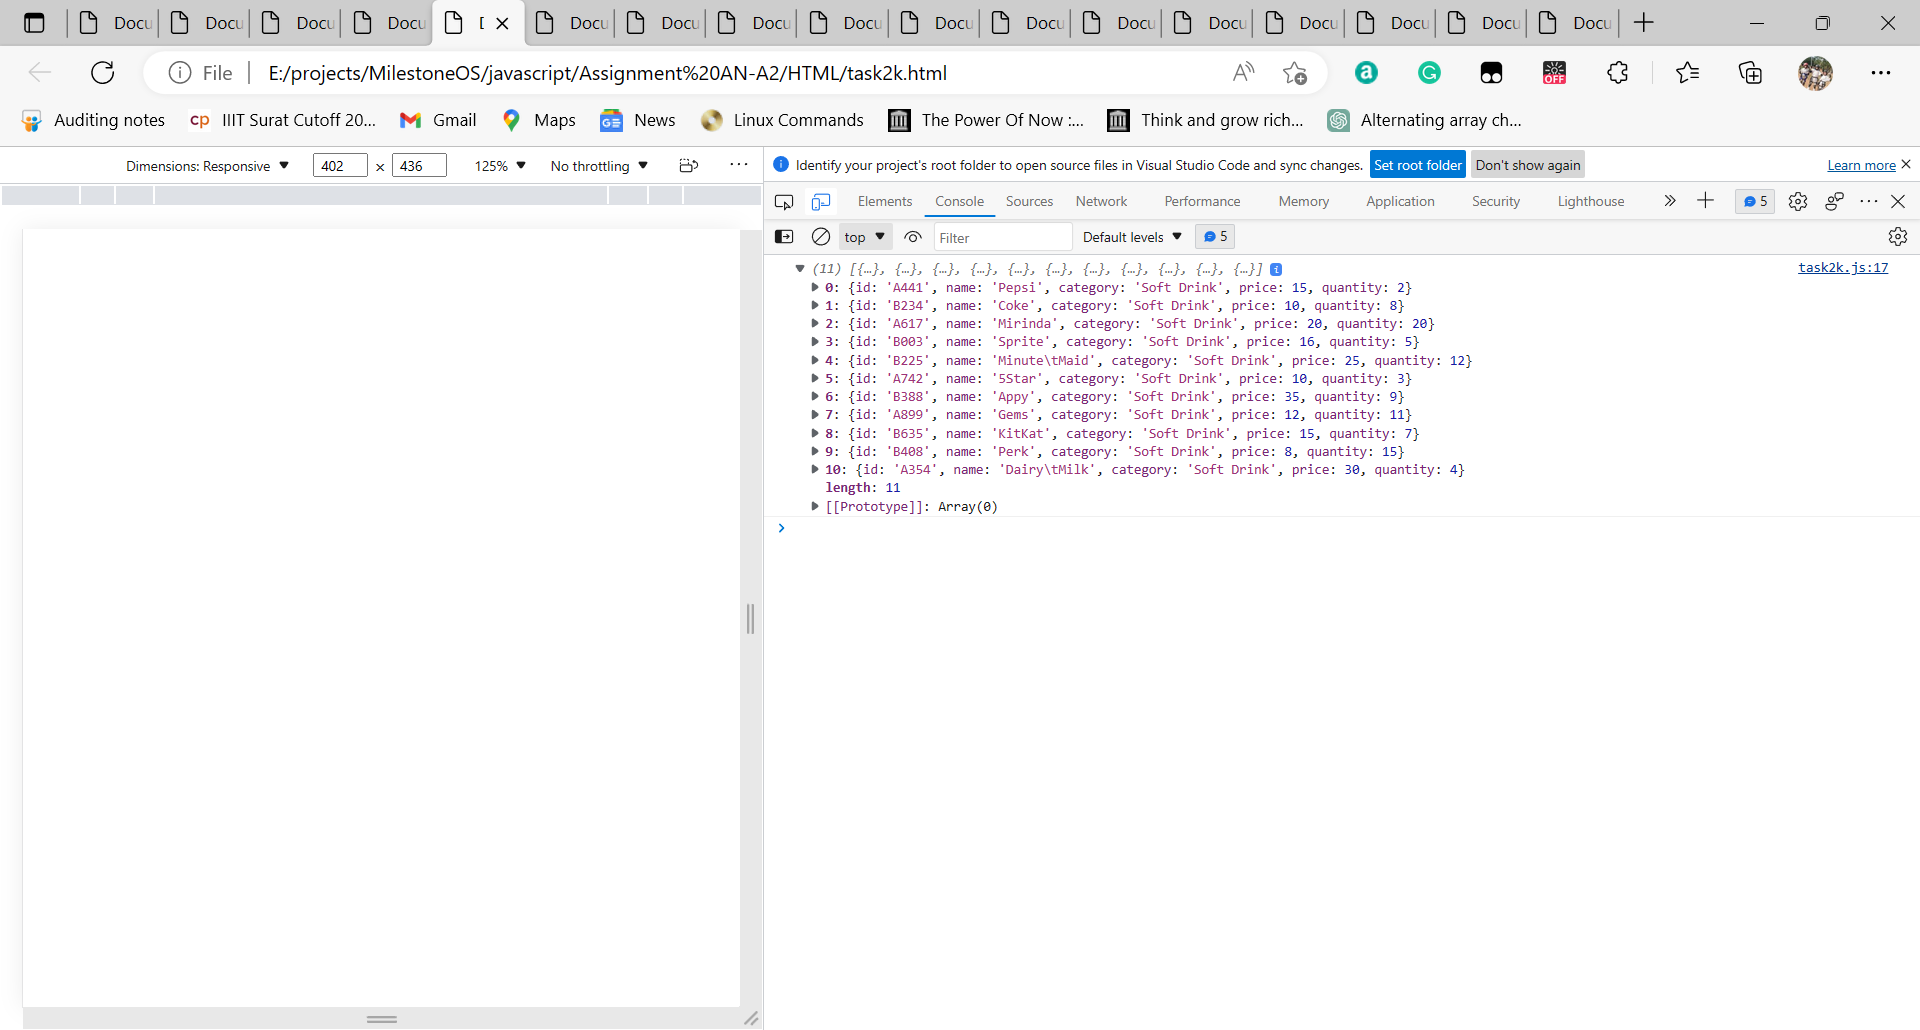 Docu Docu Docu Docu D Docu Docu Docu Docu Docu Docu Docu Docu Docu Docu Docu Docu
File E:/projects/MilestoneOS/javascript/Assignment%20AN-A2/HTML/task2k.html
Auditing notes cp IIIT Surat Cutoff 20... Gmail Maps GE News Linux Commands The Power Of Now :... Think and grow rich... Alternating array ch...
Dimensions: Responsive 402 x 436 125% No throttling
Identify your project's root folder to open source files in Visual Studio Code and sync changes. Set root folder Don't show again Learn more
Elements Console Sources Network Performance Memory Application Security Lighthouse 5
top Filter Default levels 5
(11) [{…}, {…}, {…}, {…}, {…}, {…}, {…}, {…}, {…}, {…}, {…}] i task2k.js:17
0: {id: 'A441', name: 'Pepsi', category: 'Soft Drink', price: 15, quantity: 2}
1: {id: 'B234', name: 'Coke', category: 'Soft Drink', price: 10, quantity: 8}
2: {id: 'A617', name: 'Mirinda', category: 'Soft Drink', price: 20, quantity: 20}
3: {id: 'B003', name: 'Sprite', category: 'Soft Drink', price: 16, quantity: 5}
4: {id: 'B225', name: 'Minute\tMaid', category: 'Soft Drink', price: 25, quantity: 12}
5: {id: 'A742', name: '5Star', category: 'Soft Drink', price: 10, quantity: 3}
6: {id: 'B388', name: 'Appy', category: 'Soft Drink', price: 35, quantity: 9}
7: {id: 'A899', name: 'Gems', category: 'Soft Drink', price: 12, quantity: 11}
8: {id: 'B635', name: 'KitKat', category: 'Soft Drink', price: 15, quantity: 7}
9: {id: 'B408', name: 'Perk', category: 'Soft Drink', price: 8, quantity: 15}
10: {id: 'A354', name: 'Dairy\tMilk', category: 'Soft Drink', price: 30, quantity: 4}
length: 11
[[Prototype]]: Array(0)